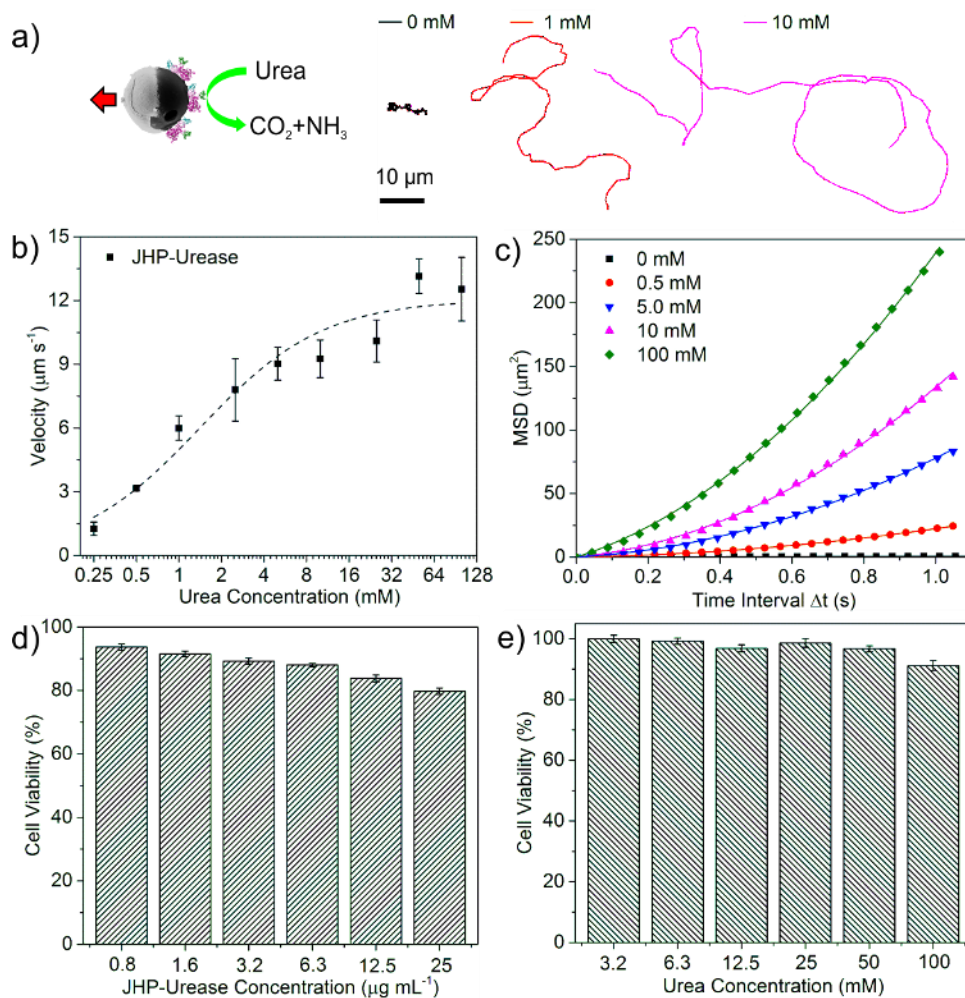 a)
0 mM
1 mM
10 mM
Urea
CO₂+NH₃
10 μm
b)
JHP-Urease
Velocity (μm s⁻¹)
15
12
9
6
3
0
0.25 0.5 1 2 4 8 16 32 64 128
Urea Concentration (mM)
c)
0 mM
0.5 mM
5.0 mM
10 mM
100 mM
MSD (μm²)
250
200
150
100
50
0
0.0 0.2 0.4 0.6 0.8 1.0
Time Interval Δt (s)
d)
Cell Viability (%)
100
80
60
40
20
0
0.8 1.6 3.2 6.3 12.5 25
JHP-Urease Concentration (μg mL⁻¹)
e)
Cell Viability (%)
100
80
60
40
20
0
3.2 6.3 12.5 25 50 100
Urea Concentration (mM)